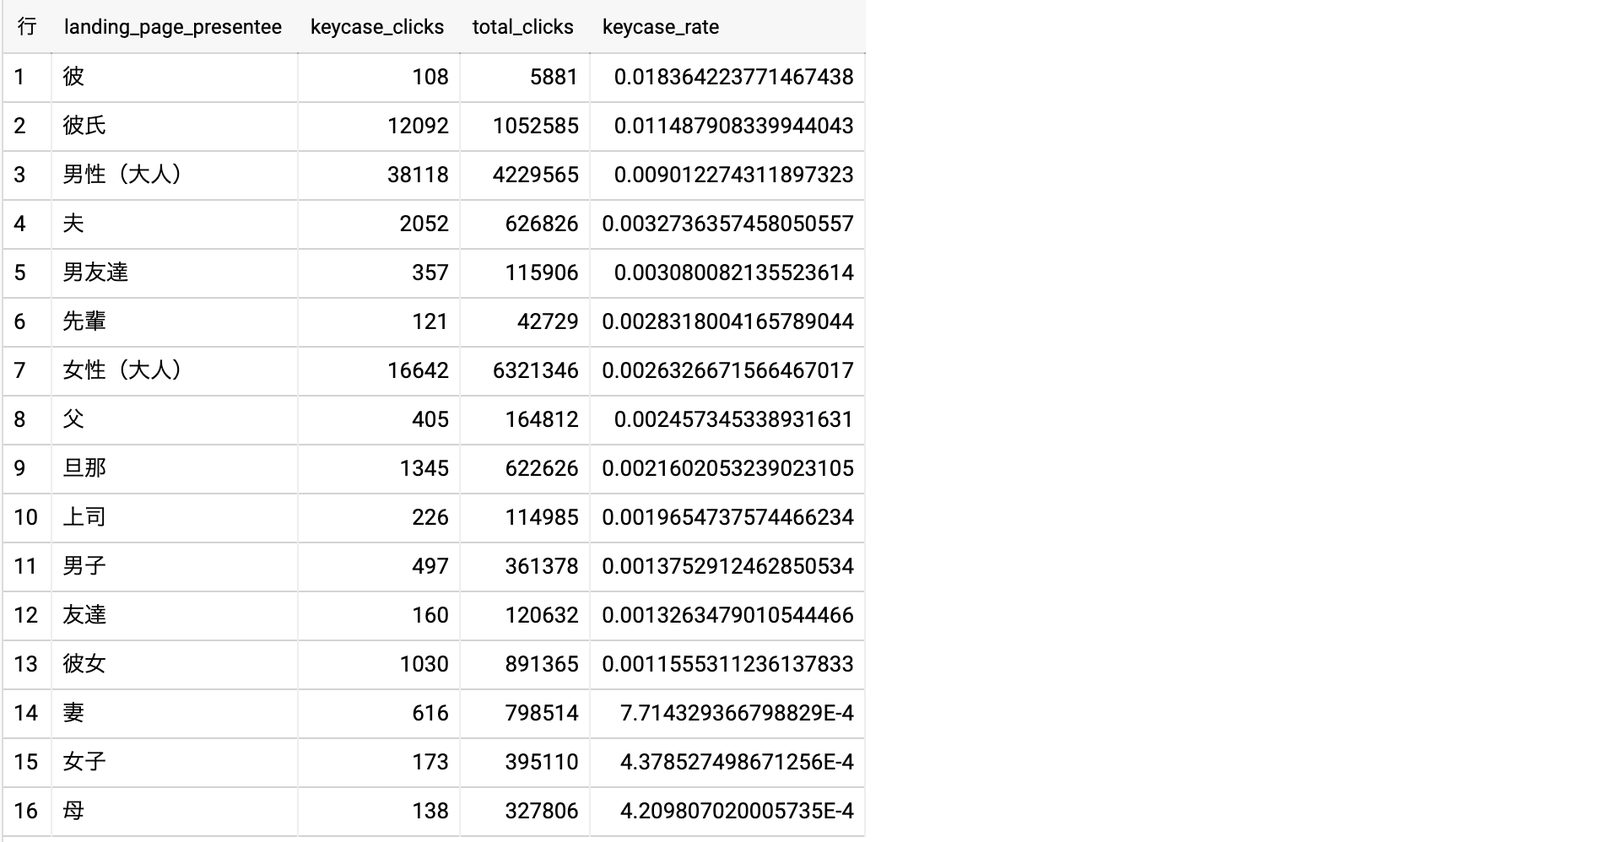 行 landing_page_presentee keycase_clicks total_clicks keycase_rate
1 彼 108 5881 0.018364223771467438
2 彼氏 12092 1052585 0.011487908339944043
3 男性（大人） 38118 4229565 0.009012274311897323
4 夫 2052 626826 0.0032736357458050557
5 男友達 357 115906 0.003080082135523614
6 先輩 121 42729 0.0028318004165789044
7 女性（大人） 16642 6321346 0.0026326671566467017
8 父 405 164812 0.002457345338931631
9 旦那 1345 622626 0.0021602053239023105
10 上司 226 114985 0.0019654737574466234
11 男子 497 361378 0.0013752912462850534
12 友達 160 120632 0.0013263479010544466
13 彼女 1030 891365 0.0011555311236137833
14 妻 616 798514 7.714329366798829E-4
15 女子 173 395110 4.378527498671256E-4
16 母 138 327806 4.209807020005735E-4